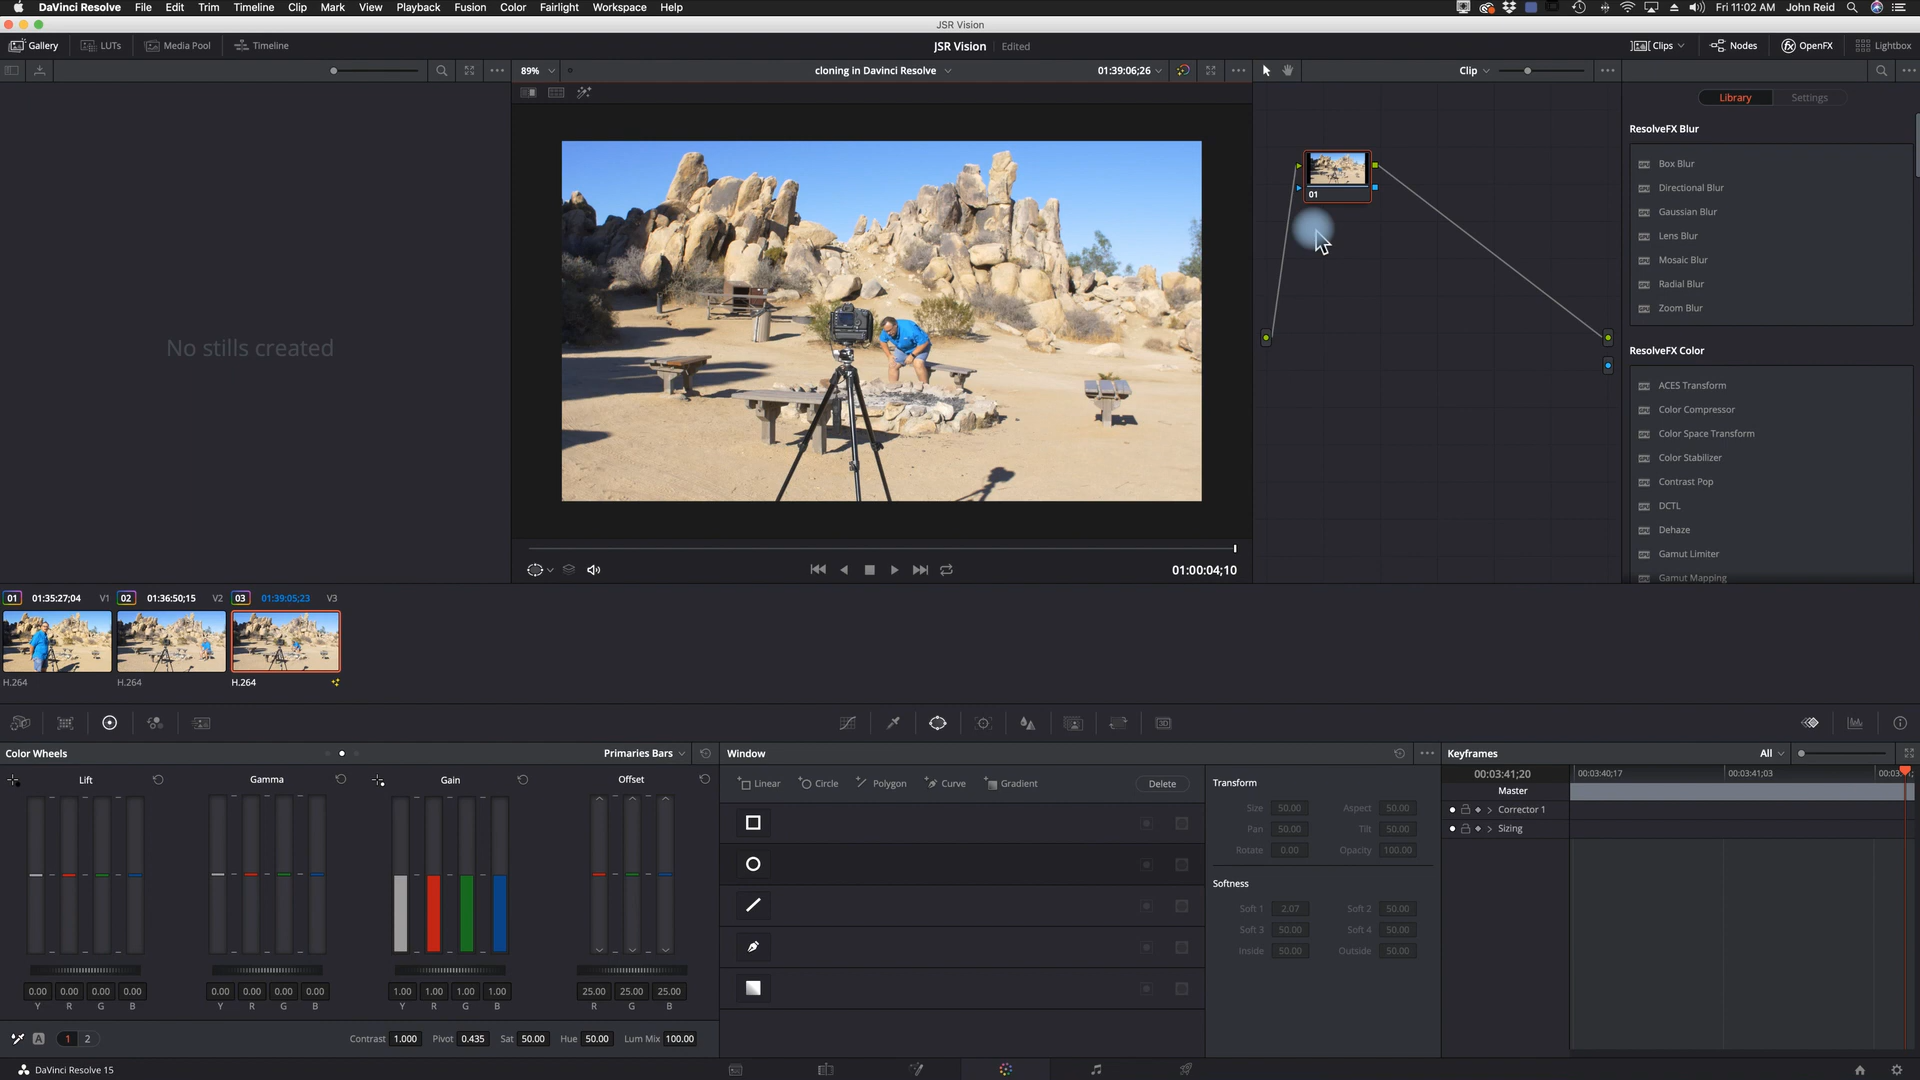 DaVinci Resolve File Edit Trim Timeline Clip Mark View Playback Fusion Color Fairlight Workspace Help Fri 11:02 AM John Reid
JSR Vision
Gallery LUTs Media Pool Timeline JSR Vision Edited Clips Nodes OpenFX Lightbox
89% cloning in Davinci Resolve 01:39:06;26 Clip
Library Settings
ResolveFX Blur
Box Blur
Directional Blur
Gaussian Blur
Lens Blur
Mosaic Blur
Radial Blur
Zoom Blur
ResolveFX Color
ACES Transform
Color Compressor
Color Space Transform
Color Stabilizer
Contrast Pop
DCTL
Dehaze
Gamut Limiter
Gamut Mapping
01
No stills created
01:00:04;10
01 01:35:27;04 V1 02 01:36:50;15 V2 03 01:39:05;23 V3
H.264 H.264 H.264
3D
Color Wheels Primaries Bars
Lift Gamma Gain Offset
0.00 0.00 0.00 0.00 0.00 0.00 0.00 0.00 1.00 1.00 1.00 1.00 25.00 25.00 25.00
Y R G B Y R G B Y R G B R G B
A 1 2 Contrast 1.000 Pivot 0.435 Sat 50.00 Hue 50.00 Lum Mix 100.00
Window
Linear Circle Polygon Curve Gradient Delete
Transform
Size 50.00 Aspect 50.00
Pan 50.00 Tilt 50.00
Rotate 0.00 Opacity 100.00
Softness
Soft 1 2.07 Soft 2 50.00
Soft 3 50.00 Soft 4 50.00
Inside 50.00 Outside 50.00
Keyframes All
00:03:41;20 00:03:40;17 00:03:41;03
Master
Corrector 1
Sizing
DaVinci Resolve 15